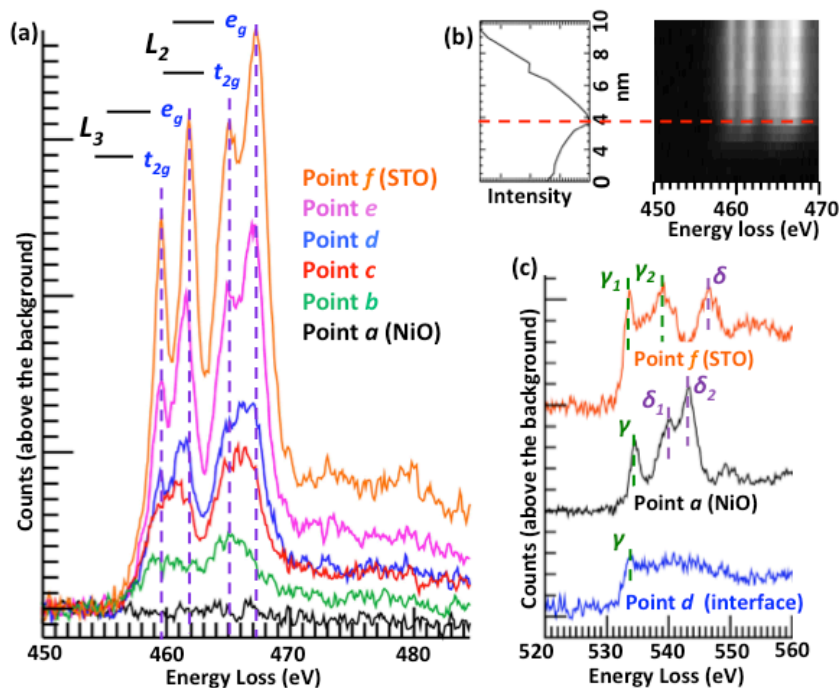 (a)
L2
eg
t2g
L3
eg
t2g
Point f (STO)
Point e
Point d
Point c
Point b
Point a (NiO)
Counts (above the background)
450 460 470 480
Energy Loss (eV)
(b)
0 2 4 6 8 10
nm
Intensity
450 460 470
Energy loss (eV)
(c)
γ1 γ2 δ
Point f (STO)
γ δ1 δ2
Point a (NiO)
γ
Point d (interface)
Counts (above the background)
520 530 540 550 560
Energy Loss (eV)